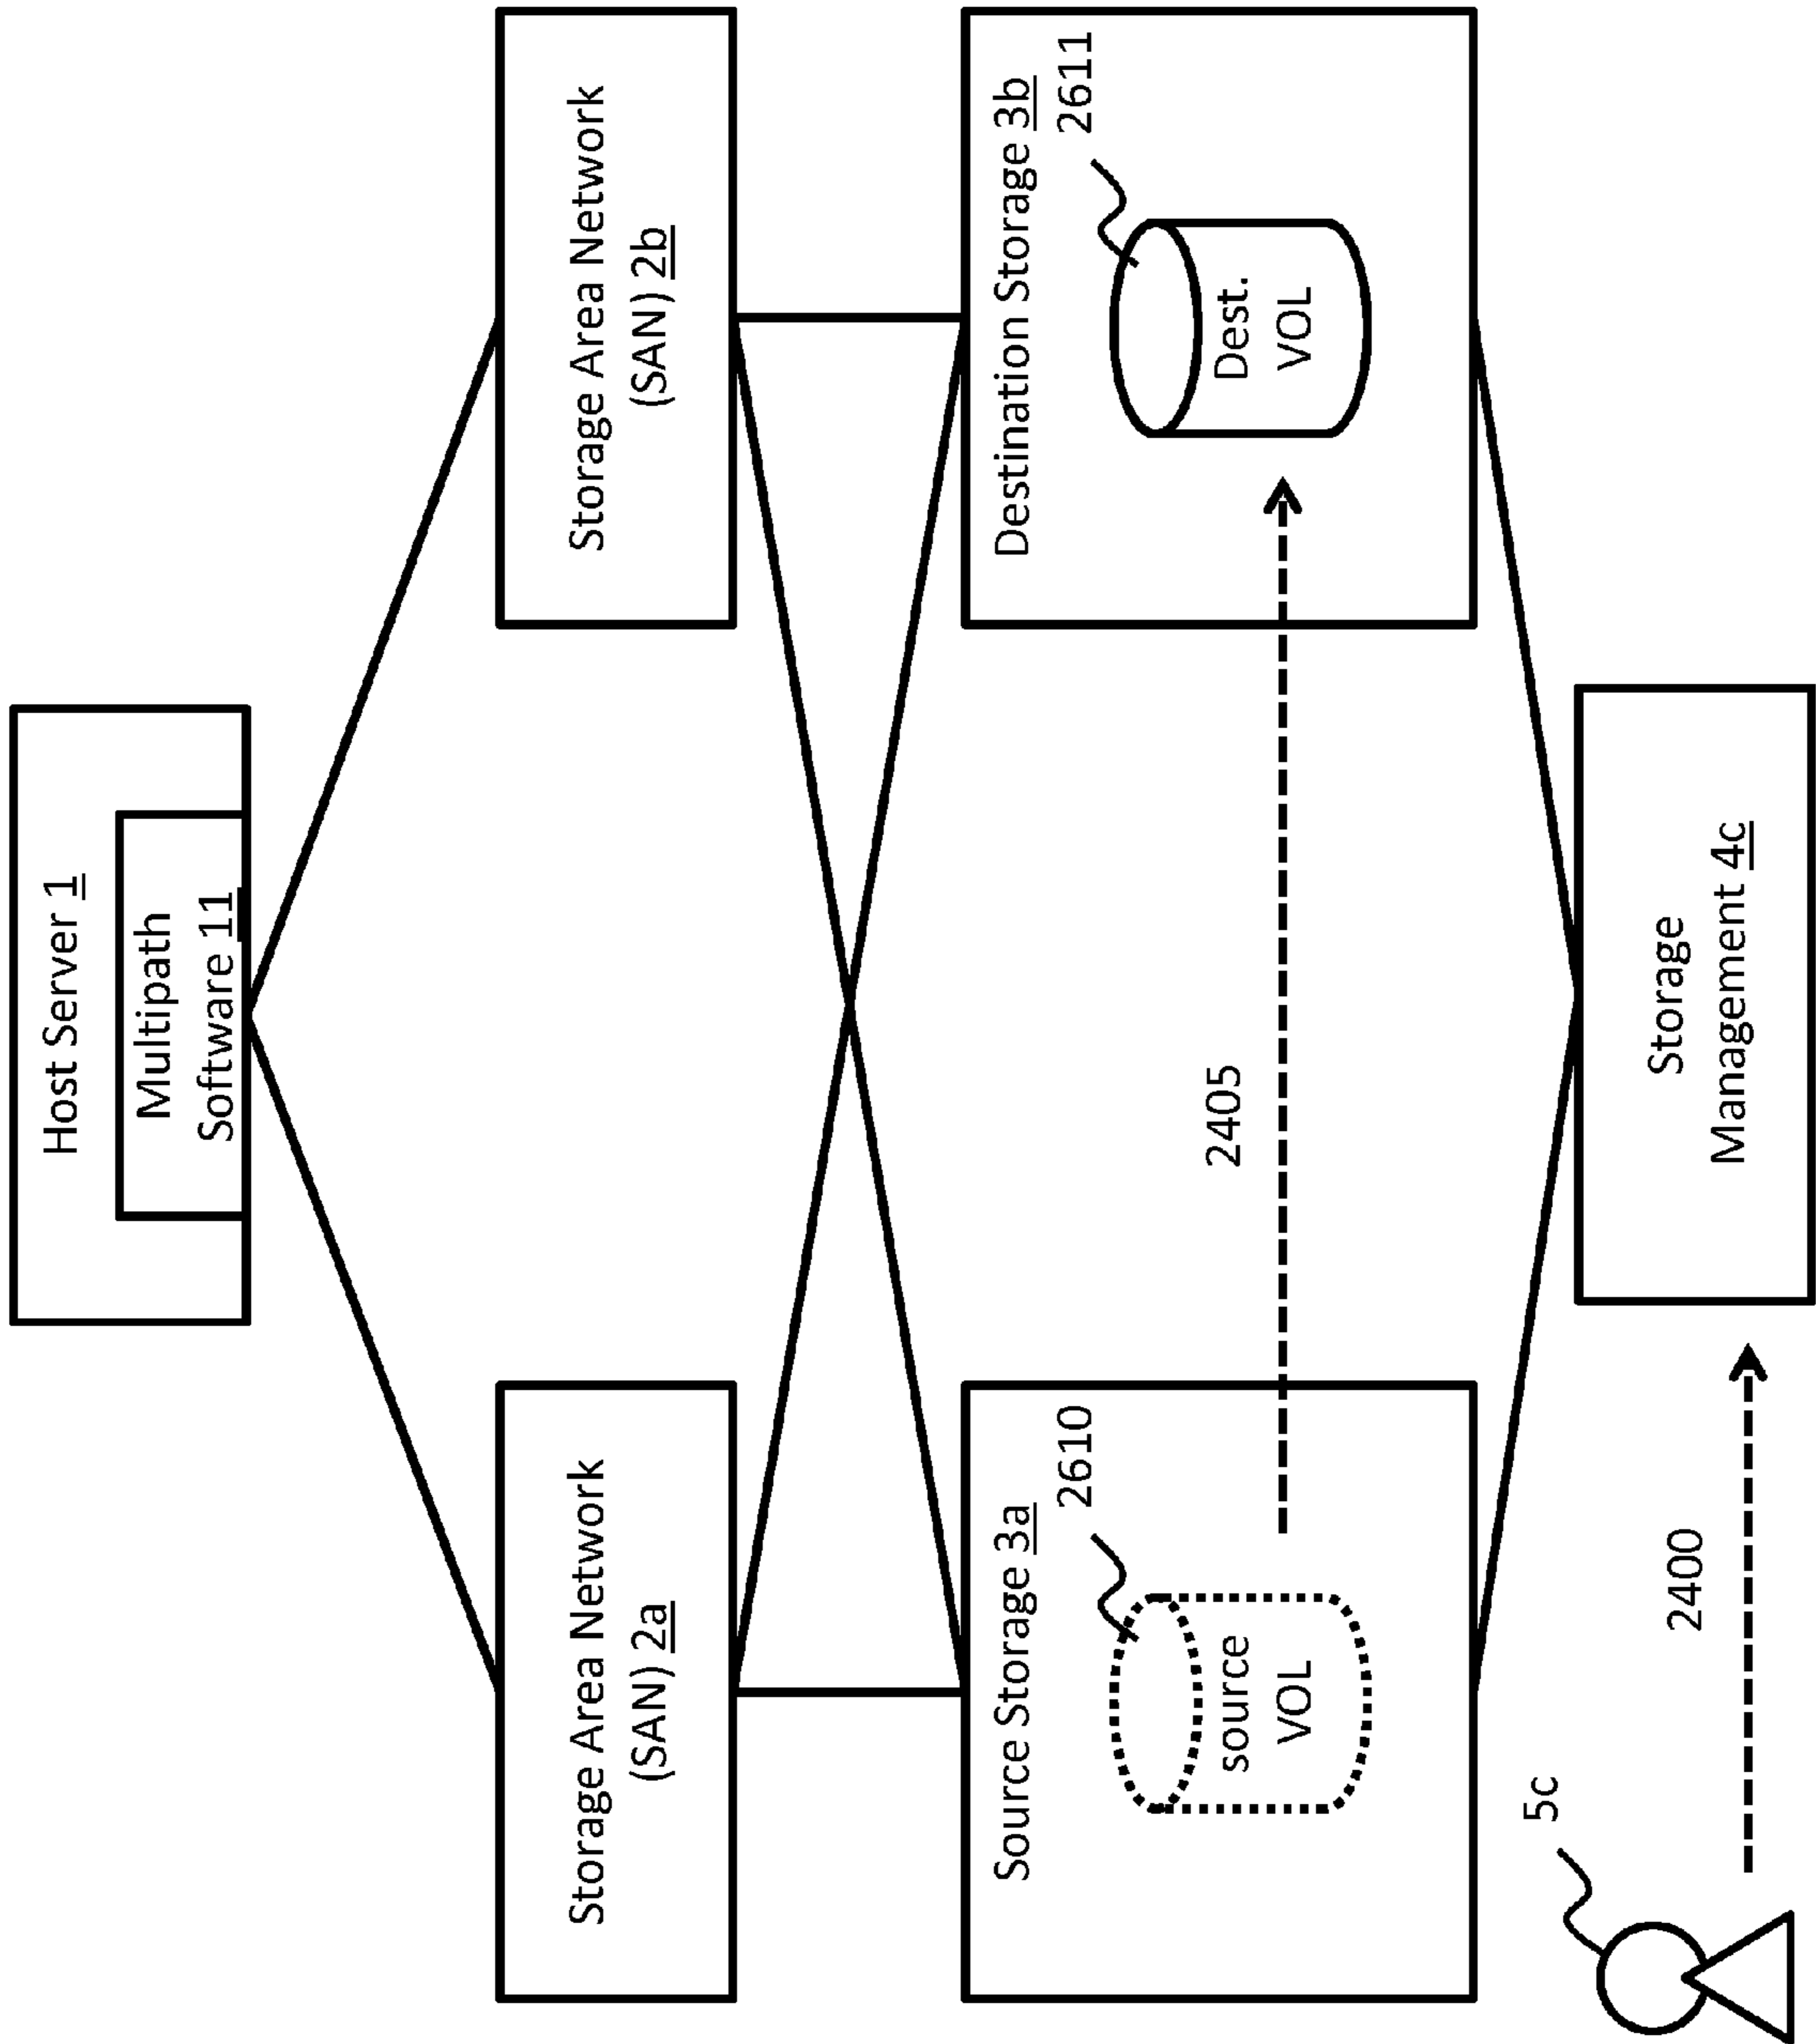 Host Server 1
Multipath
Software 11
Storage Area Network
(SAN) 2a
Storage Area Network
(SAN) 2b
Source Storage 3a
2610
source
VOL
2405
Destination Storage 3b
2611
Dest.
VOL
5c
2400
Storage
Management 4c